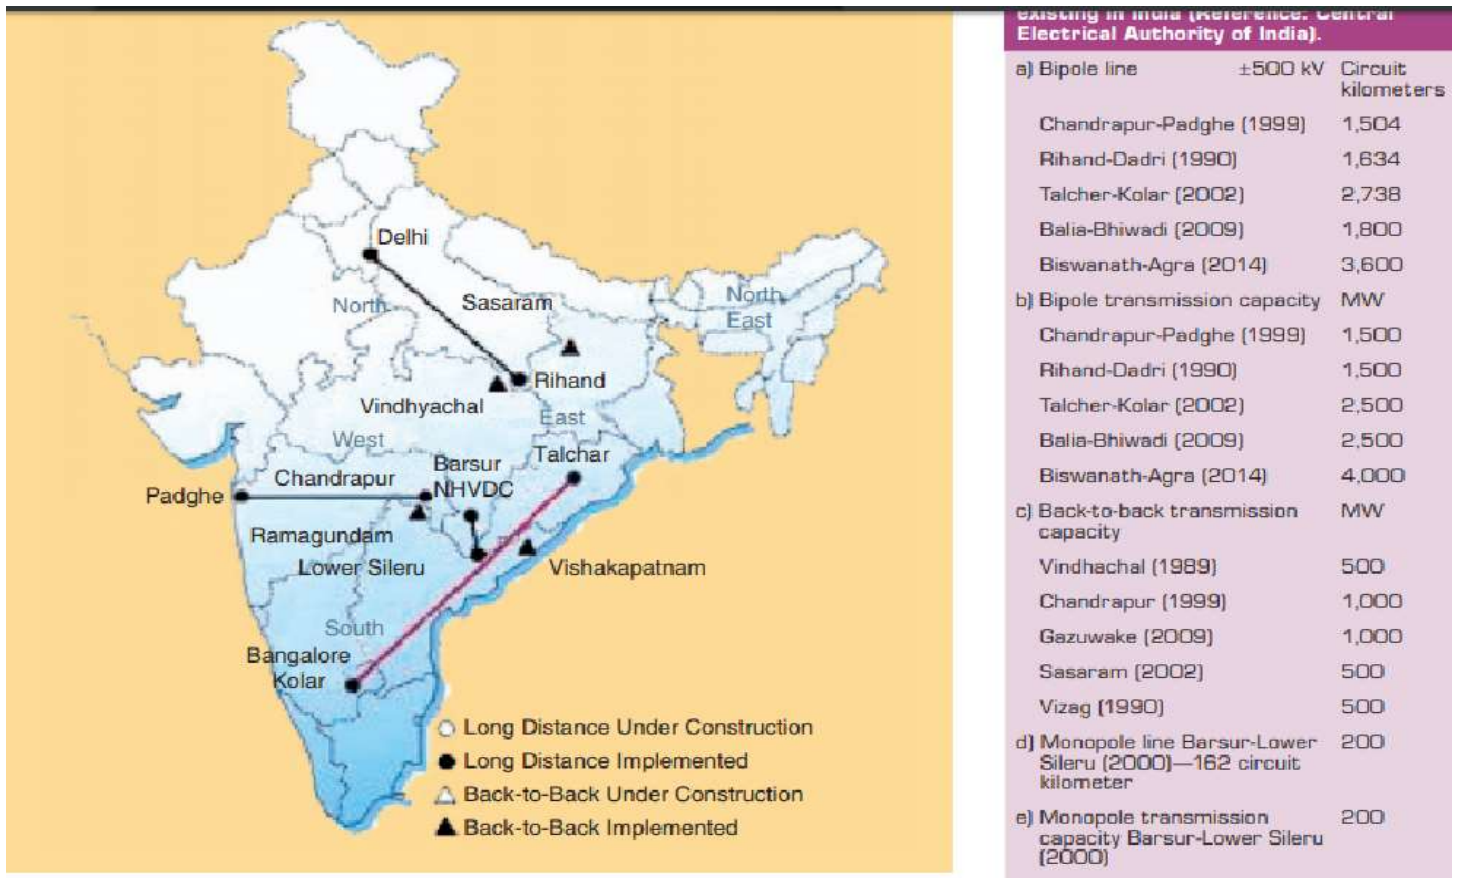 Delhi
North
Sasaram
North
East
Rihand
Vindhyachal
East
West
Talchar
Barsur
Chandrapur
NHVDC
Padghe
Ramagundam
Lower Sileru
Vishakapatnam
South
Bangalore
Kolar
Long Distance Under Construction
Long Distance Implemented
Back-to-Back Under Construction
Back-to-Back Implemented
existing in India (Reference: Central
Electrical Authority of India).
a) Bipole line ±500 kV Circuit
kilometers
Chandrapur-Padghe (1999) 1,504
Rihand-Dadri (1990) 1,634
Talcher-Kolar (2002) 2,738
Balia-Bhiwadi (2009) 1,800
Biswanath-Agra (2014) 3,600
b) Bipole transmission capacity MW
Chandrapur-Padghe (1999) 1,500
Rihand-Dadri (1990) 1,500
Talcher-Kolar (2002) 2,500
Balia-Bhiwadi (2009) 2,500
Biswanath-Agra (2014) 4,000
c) Back-to-back transmission MW
capacity
Vindhachal (1989) 500
Chandrapur (1999) 1,000
Gazuwake (2009) 1,000
Sasaram (2002) 500
Vizag (1990) 500
d) Monopole line Barsur-Lower 200
Sileru (2000)—162 circuit
kilometer
e) Monopole transmission 200
capacity Barsur-Lower Sileru
(2000)